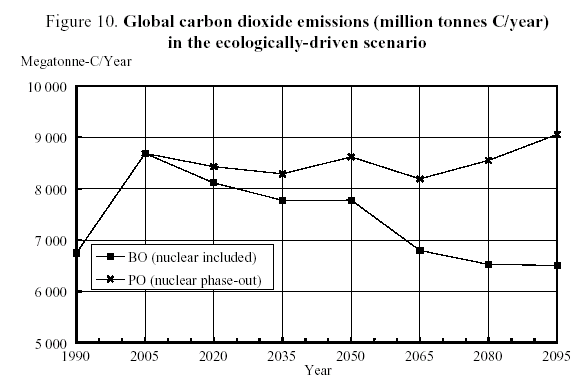 Figure 10. Global carbon dioxide emissions (million tonnes C/year)
in the ecologically-driven scenario
Megatonne-C/Year
10 000
9 000
8 000
7 000
6 000
5 000
BO (nuclear included)
PO (nuclear phase-out)
1990 2005 2020 2035 2050 2065 2080 2095
Year